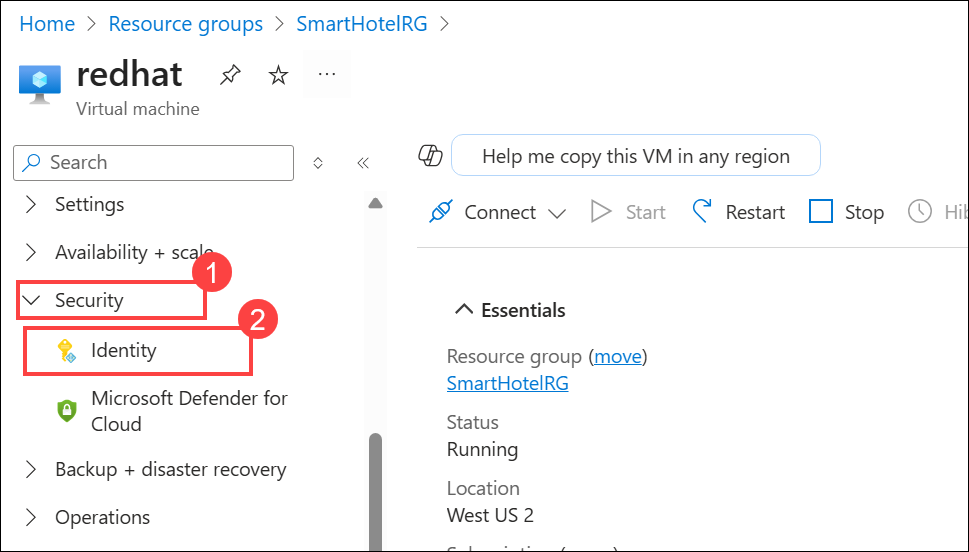 Home > Resource groups > SmartHotelRG >
redhat
Virtual machine
Search
Settings
Availability + scale
1
Security
2
Identity
Microsoft Defender for
Cloud
Backup + disaster recovery
Operations
Help me copy this VM in any region
Connect Start Restart Stop Hib
Essentials
Resource group (move)
SmartHotelRG
Status
Running
Location
West US 2